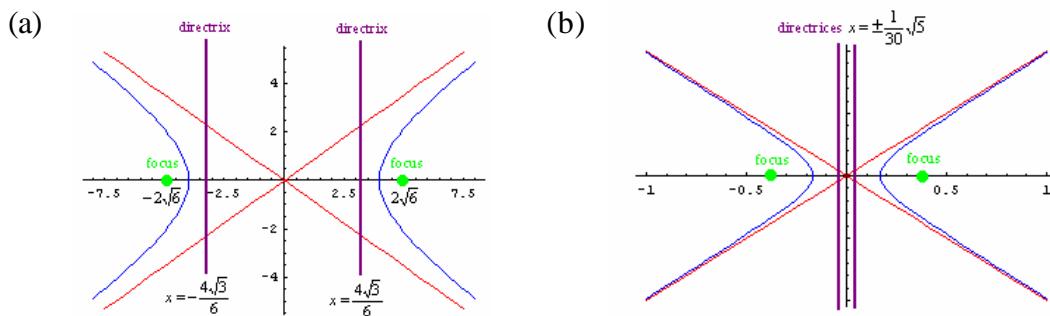 (a)
directrix directrix
4
2
focus focus
-7.5 -2√6 -2.5 2.5 2√6 7.5
-2
-4
x=-4√3/6 x=4√3/6
(b)
directrices x=±1/30√5
focus focus
-1 -0.5 0.5 1